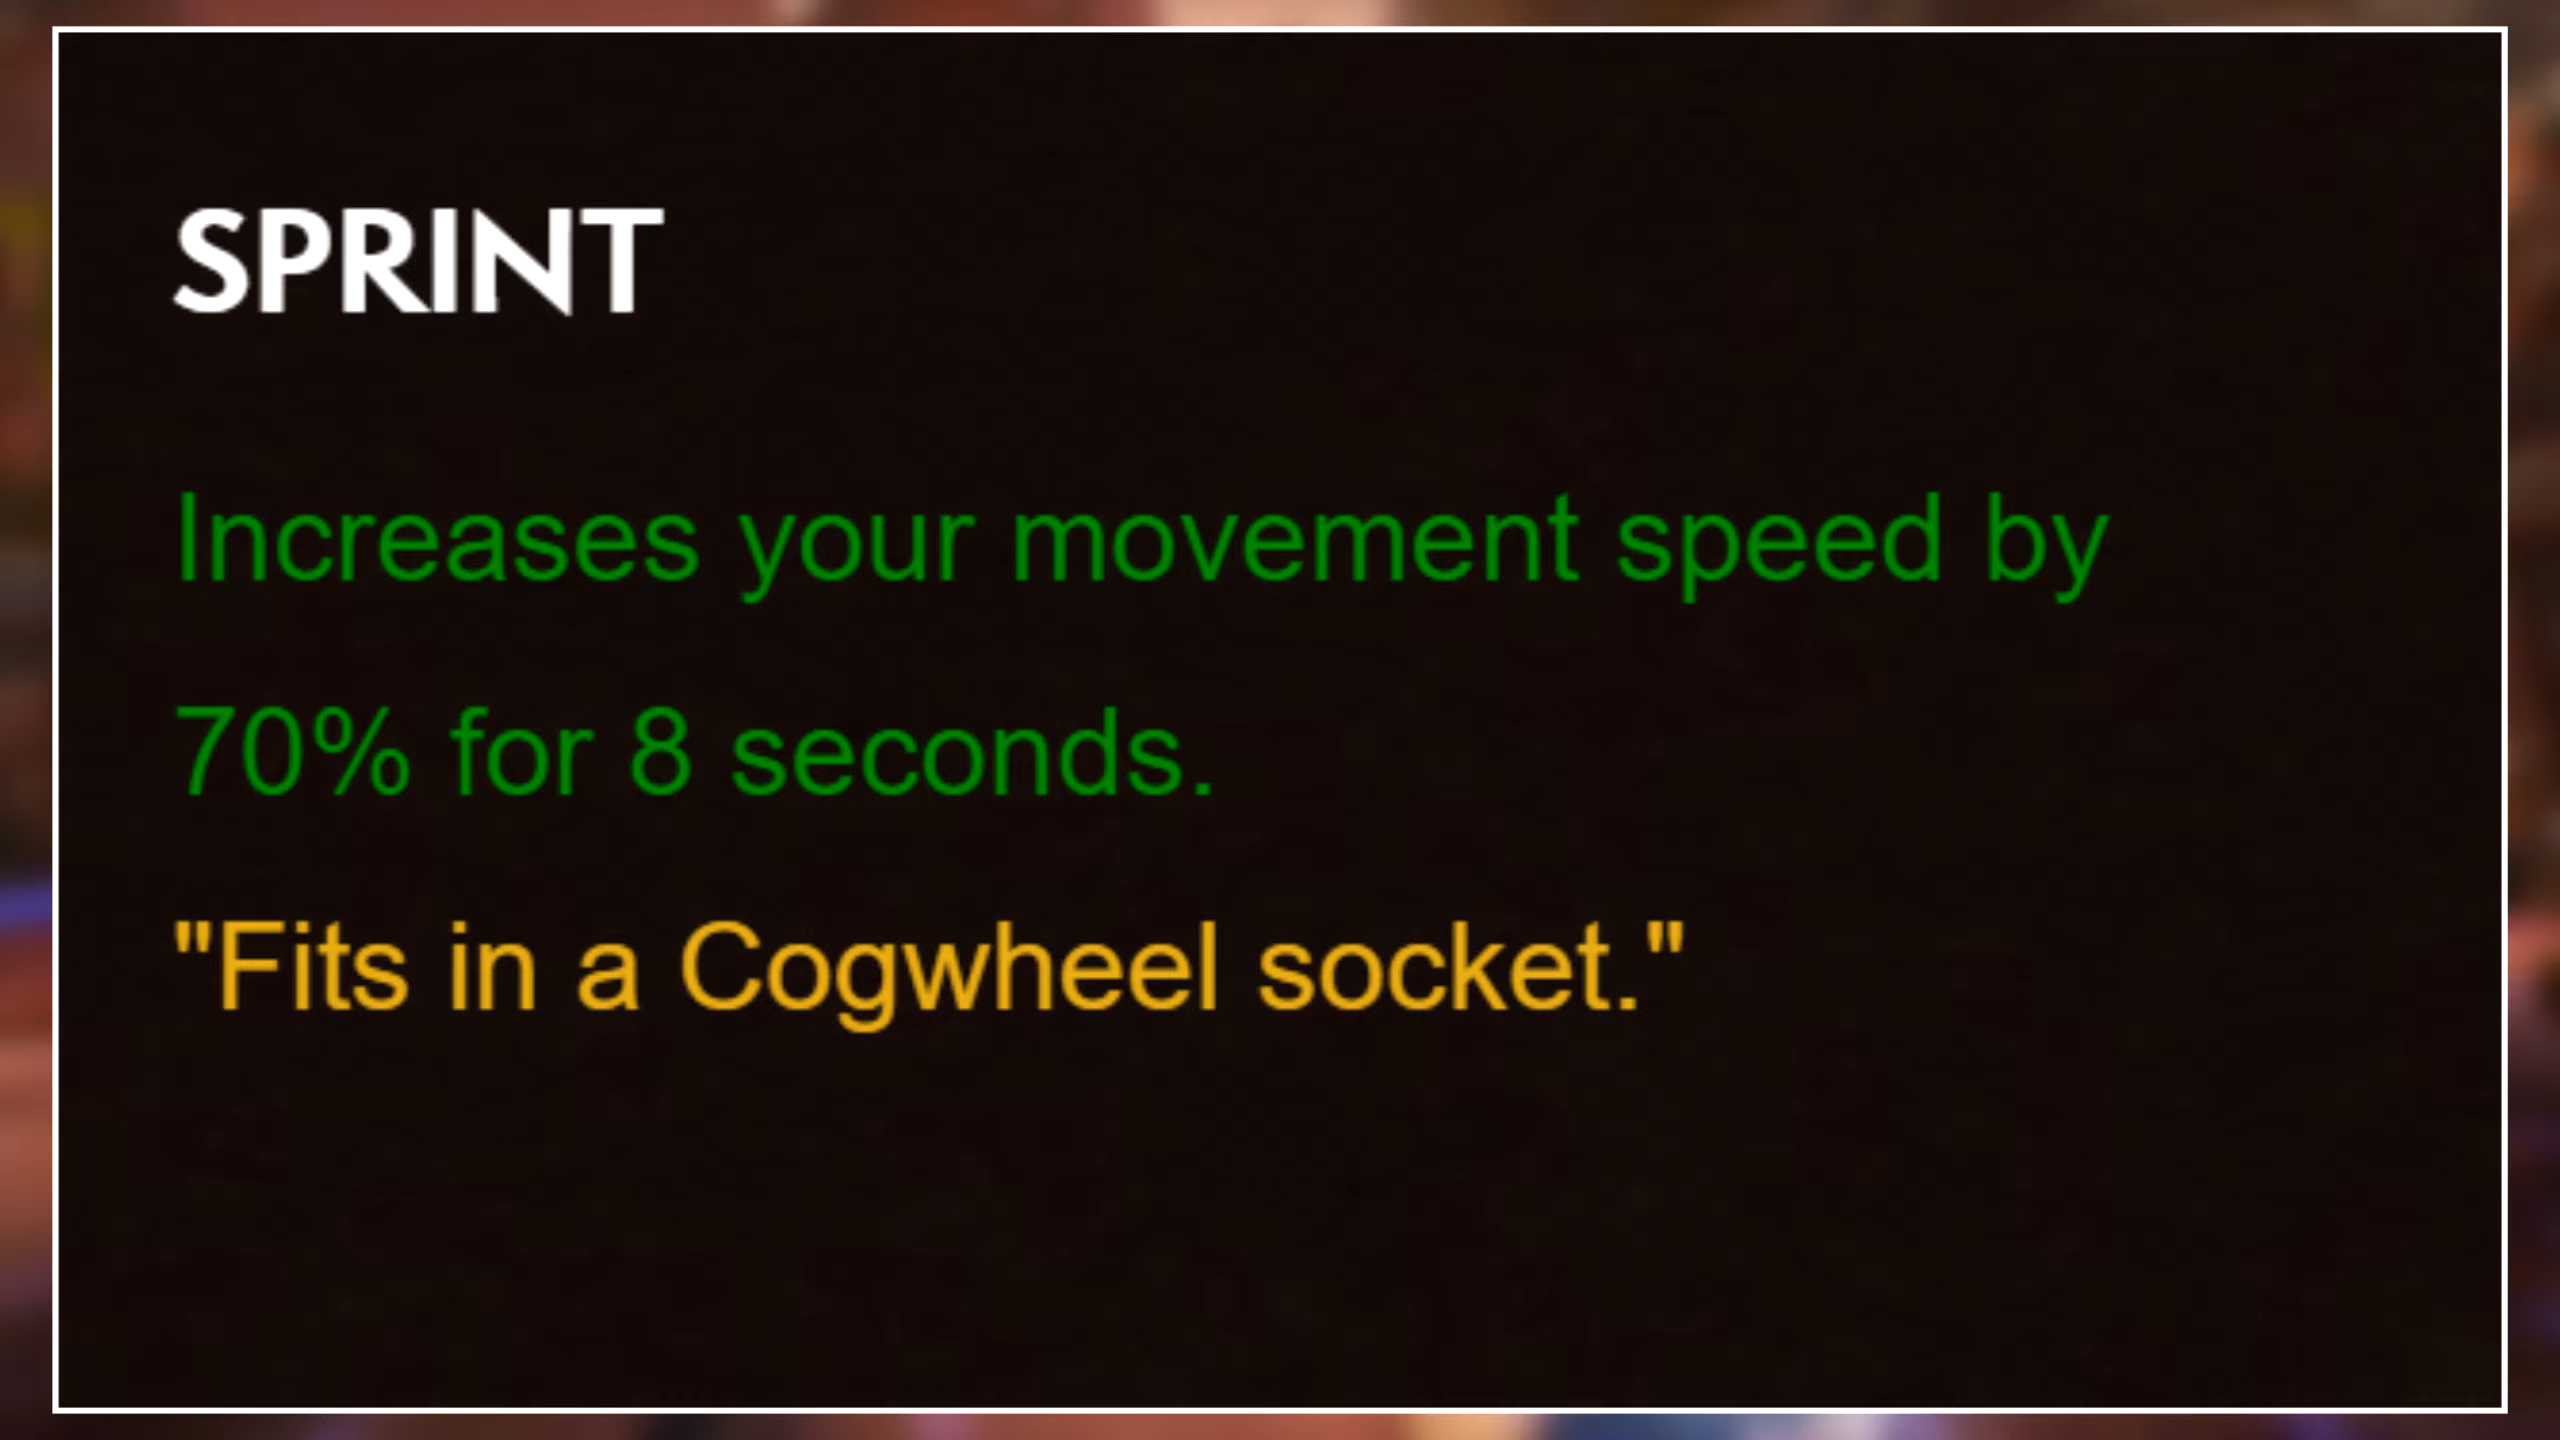 SPRINT
Increases your movement speed by
70% for 8 seconds.
"Fits in a Cogwheel socket."